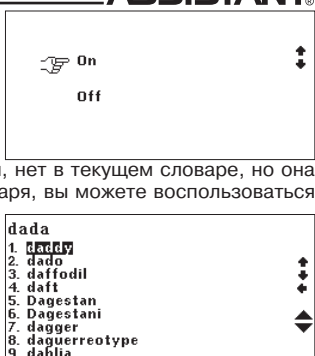 ASSISTANT®
On
Off
, нет в текущем словаре, но она
аря, вы можете воспользоваться
dada
1. daddy
2. dado
3. daffodil
4. daft
5. Dagestan
6. Dagestani
7. dagger
8. daguerreotype
9. dahlia